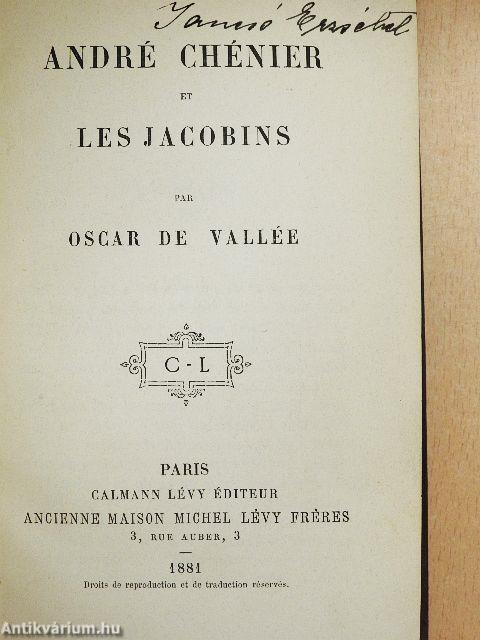 Jancsó Erzsébet
ANDRÉ CHÉNIER
ET
LES JACOBINS
PAR
OSCAR DE VALLÉE
C-L
PARIS
CALMANN LÉVY ÉDITEUR
ANCIENNE MAISON MICHEL LÉVY FRÈRES
3, RUE AUBER, 3
1881
Droits de reproduction et de traduction réservés.
Antikvárium.hu